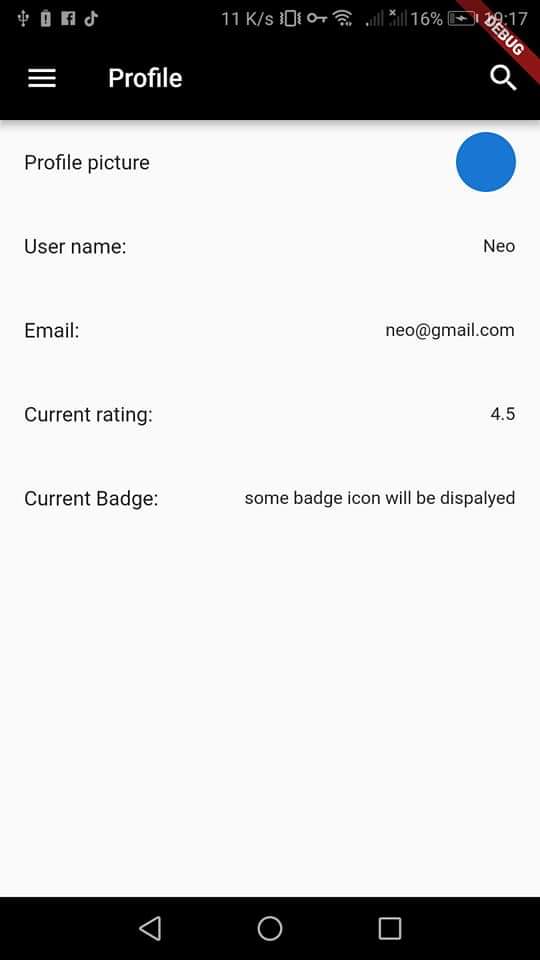 11 K/s 16% 19:17
DEBUG
Profile
Profile picture
User name: Neo
Email: neo@gmail.com
Current rating: 4.5
Current Badge: some badge icon will be dispalyed